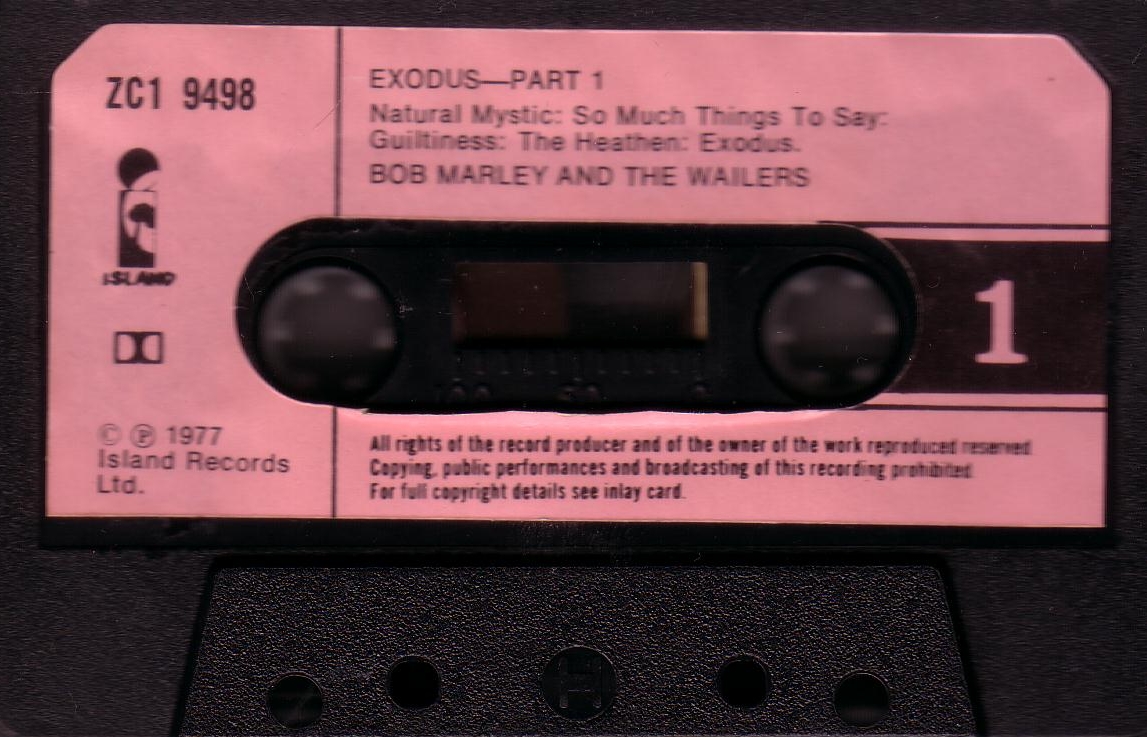 ZC1 9498
ISLAND
© ℗ 1977
Island Records
Ltd.
EXODUS—PART 1
Natural Mystic: So Much Things To Say:
Guiltiness: The Heathen: Exodus.
BOB MARLEY AND THE WAILERS
1
All rights of the record producer and of the owner of the work reproduced reserved
Copying, public performances and broadcasting of this recording prohibited
For full copyright details see inlay card.